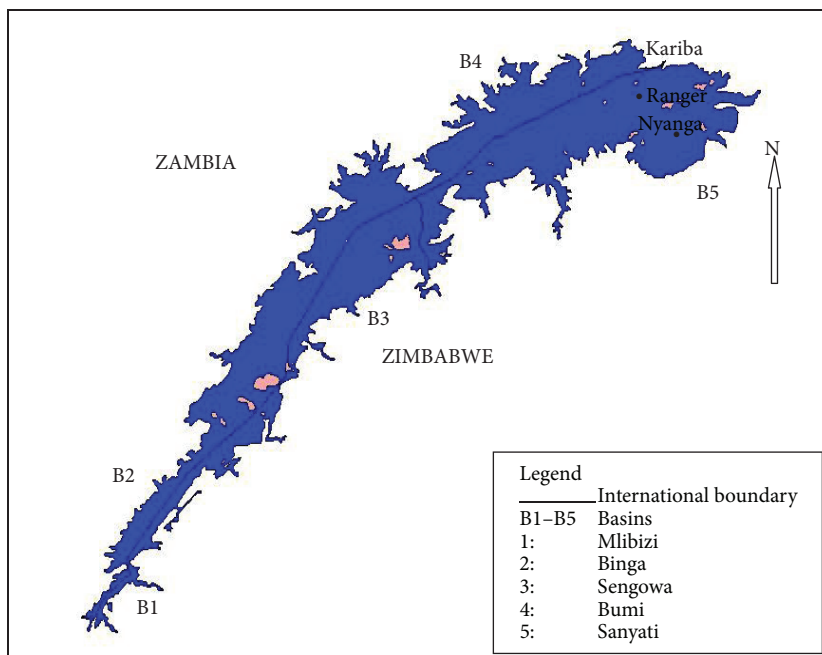 B4
Kariba
Ranger
Nyanga
ZAMBIA
N
B5
B3
ZIMBABWE
B2
B1
Legend
International boundary
B1–B5 Basins
1: Mlibizi
2: Binga
3: Sengowa
4: Bumi
5: Sanyati